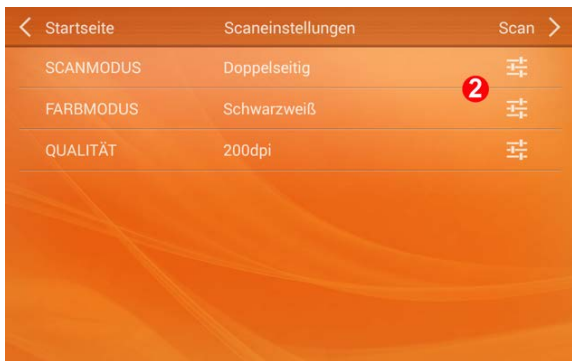 Startseite Scaneinstellungen Scan
SCANMODUS Doppelseitig
2
FARBMODUS Schwarzweiß
QUALITÄT 200dpi